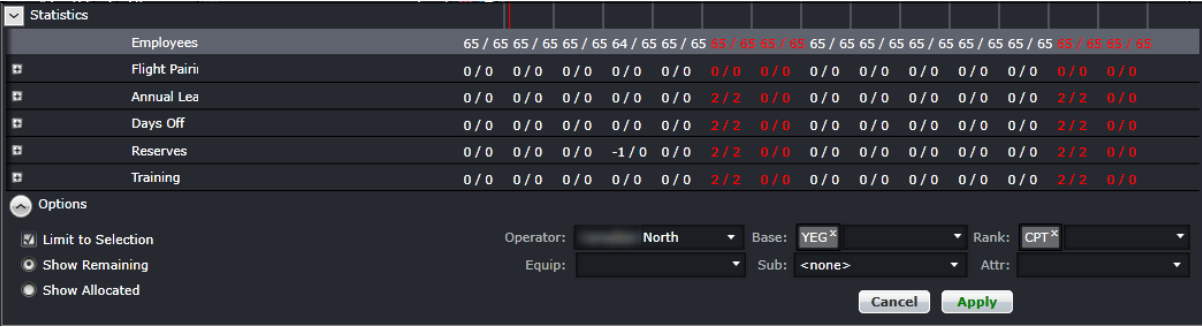 Statistics
Employees 65 / 65 65 / 65 65 / 65 64 / 65 65 / 65 65 / 65 65 / 65 65 / 65 65 / 65 65 / 65 65 / 65 65 / 65 65 / 65 65 / 65
Flight Pairi 0 / 0 0 / 0 0 / 0 0 / 0 0 / 0 0 / 0 0 / 0 0 / 0 0 / 0 0 / 0 0 / 0 0 / 0 0 / 0 0 / 0
Annual Lea 0 / 0 0 / 0 0 / 0 0 / 0 0 / 0 2 / 2 0 / 0 0 / 0 0 / 0 0 / 0 0 / 0 0 / 0 2 / 2 0 / 0
Days Off 0 / 0 0 / 0 0 / 0 0 / 0 0 / 0 2 / 2 0 / 0 0 / 0 0 / 0 0 / 0 0 / 0 0 / 0 2 / 2 0 / 0
Reserves 0 / 0 0 / 0 0 / 0 -1 / 0 0 / 0 2 / 2 0 / 0 0 / 0 0 / 0 0 / 0 0 / 0 0 / 0 2 / 2 0 / 0
Training 0 / 0 0 / 0 0 / 0 0 / 0 0 / 0 2 / 2 0 / 0 0 / 0 0 / 0 0 / 0 0 / 0 0 / 0 2 / 2 0 / 0
Options
Limit to Selection Operator: North Base: YEG x Rank: CPT x
Show Remaining Equip: Sub: <none> Attr:
Show Allocated
Cancel Apply